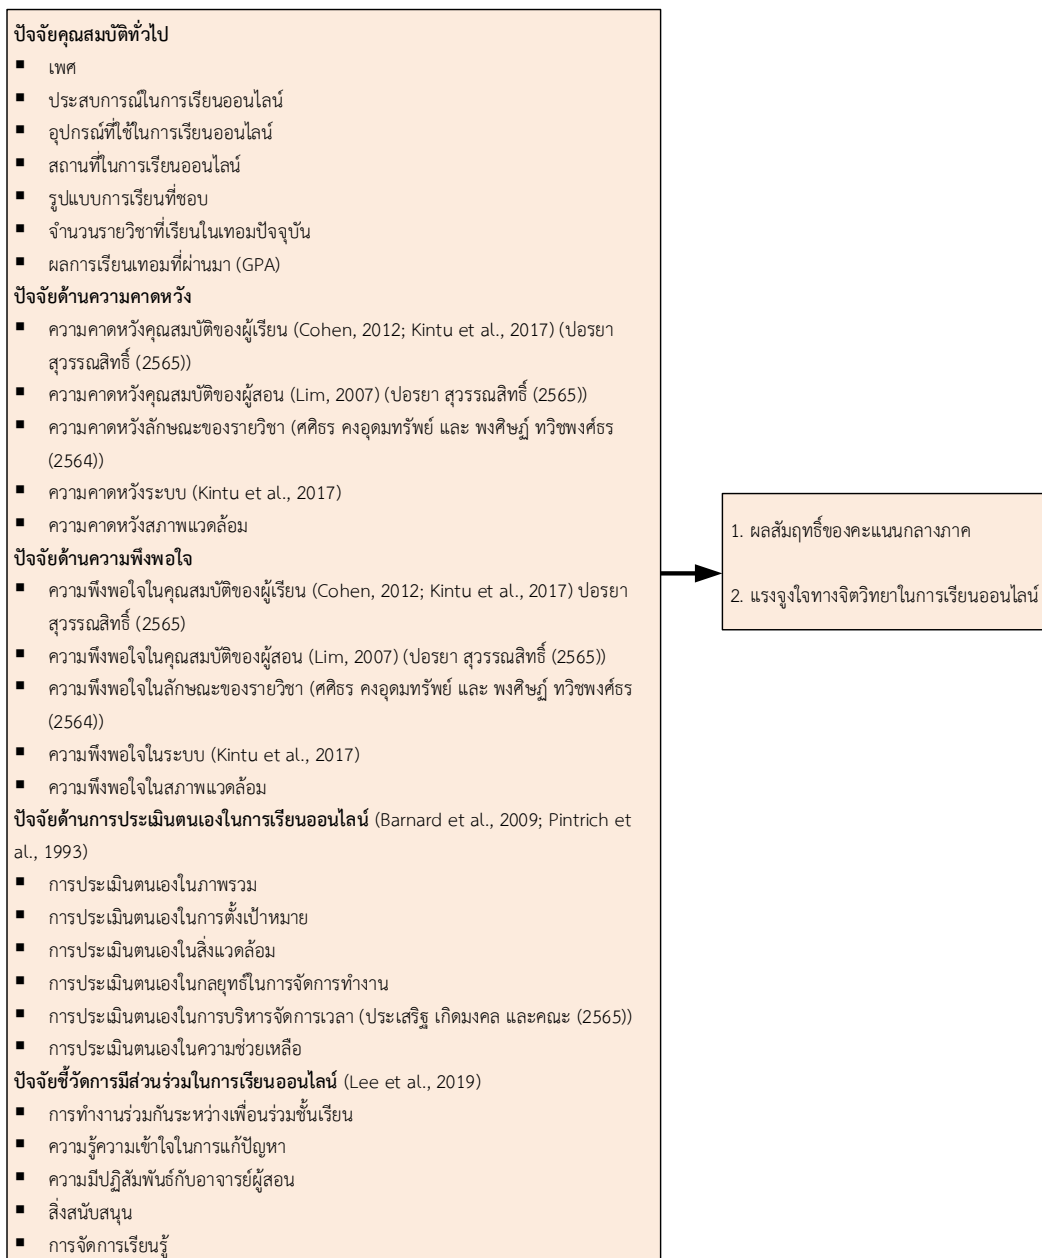 ปัจจัยคุณสมบัติทั่วไป
▪ เพศ
▪ ประสบการณ์ในการเรียนออนไลน์
▪ อุปกรณ์ที่ใช้ในการเรียนออนไลน์
▪ สถานที่ในการเรียนออนไลน์
▪ รูปแบบการเรียนที่ชอบ
▪ จำนวนรายวิชาที่เรียนในเทอมปัจจุบัน
▪ ผลการเรียนเทอมที่ผ่านมา (GPA)
ปัจจัยด้านความคาดหวัง
▪ ความคาดหวังคุณสมบัติของผู้เรียน (Cohen, 2012; Kintu et al., 2017) (ปอรยา
สุวรรณสิทธิ์ (2565))
▪ ความคาดหวังคุณสมบัติของผู้สอน (Lim, 2007) (ปอรยา สุวรรณสิทธิ์ (2565))
▪ ความคาดหวังลักษณะของรายวิชา (ศศิธร คงอุดมทรัพย์ และ พงศิษฏ์ ทวิชพงศ์ธร
(2564))
▪ ความคาดหวังระบบ (Kintu et al., 2017)
▪ ความคาดหวังสภาพแวดล้อม
ปัจจัยด้านความพึงพอใจ
▪ ความพึงพอใจในคุณสมบัติของผู้เรียน (Cohen, 2012; Kintu et al., 2017) ปอรยา
สุวรรณสิทธิ์ (2565)
▪ ความพึงพอใจในคุณสมบัติของผู้สอน (Lim, 2007) (ปอรยา สุวรรณสิทธิ์ (2565))
▪ ความพึงพอใจในลักษณะของรายวิชา (ศศิธร คงอุดมทรัพย์ และ พงศิษฏ์ ทวิชพงศ์ธร
(2564))
▪ ความพึงพอใจในระบบ (Kintu et al., 2017)
▪ ความพึงพอใจในสภาพแวดล้อม
ปัจจัยด้านการประเมินตนเองในการเรียนออนไลน์ (Barnard et al., 2009; Pintrich et
al., 1993)
▪ การประเมินตนเองในภาพรวม
▪ การประเมินตนเองในการตั้งเป้าหมาย
▪ การประเมินตนเองในสิ่งแวดล้อม
▪ การประเมินตนเองในกลยุทธ์ในการจัดการทำงาน
▪ การประเมินตนเองในการบริหารจัดการเวลา (ประเสริฐ เกิดมงคล และคณะ (2565))
▪ การประเมินตนเองในความช่วยเหลือ
ปัจจัยชี้วัดการมีส่วนร่วมในการเรียนออนไลน์ (Lee et al., 2019)
▪ การทำงานร่วมกันระหว่างเพื่อนร่วมชั้นเรียน
▪ ความรู้ความเข้าใจในการแก้ปัญหา
▪ ความมีปฏิสัมพันธ์กับอาจารย์ผู้สอน
▪ สิ่งสนับสนุน
▪ การจัดการเรียนรู้
1. ผลสัมฤทธิ์ของคะแนนกลางภาค
2. แรงจูงใจทางจิตวิทยาในการเรียนออนไลน์